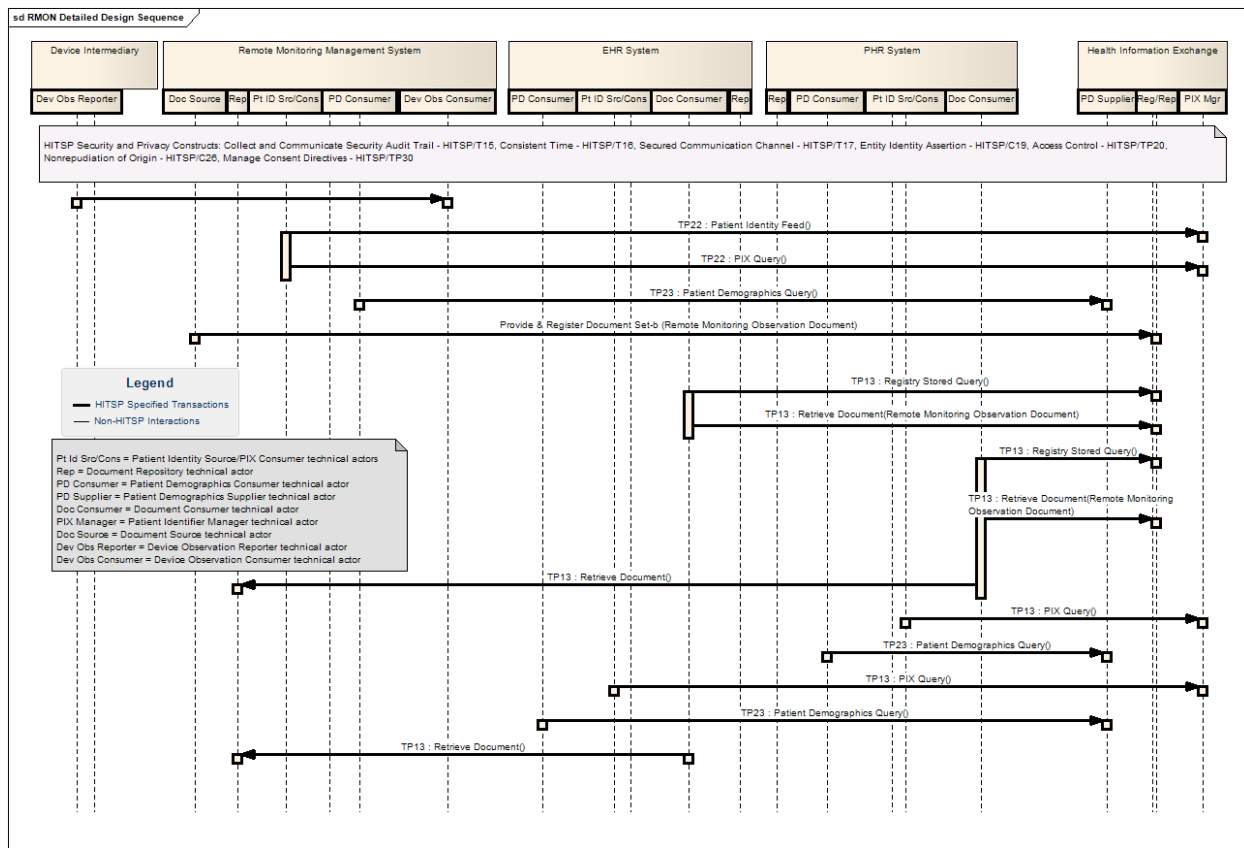 sd RMON Detailed Design Sequence
Device Intermediary
Remote Monitoring Management System
EHR System
PHR System
Health Information Exchange
Dev Obs Reporter
Doc Source
Rep
Pt ID Src/Cons
PD Consumer
Dev Obs Consumer
PD Consumer
Pt ID Src/Cons
Doc Consumer
Rep
Rep
PD Consumer
Pt ID Src/Cons
Doc Consumer
PD Supplier
Reg/Rep
PIX Mgr
HITSP Security and Privacy Constructs: Collect and Communicate Security Audit Trail - HITSP/T15, Consistent Time - HITSP/T16, Secured Communication Channel - HITSP/T17, Entity Identity Assertion - HITSP/C19, Access Control - HITSP/TP20,
Nonrepudiation of Origin - HITSP/C26, Manage Consent Directives - HITSP/TP30
TP22 : Patient Identity Feed()
TP22 : PIX Query()
TP23 : Patient Demographics Query()
Provide & Register Document Set-b (Remote Monitoring Observation Document)
Legend
HITSP Specified Transactions
Non-HITSP Interactions
TP13 : Registry Stored Query()
TP13 : Retrieve Document(Remote Monitoring Observation Document)
Pt Id Src/Cons = Patient Identity Source/PIX Consumer technical actors
Rep = Document Repository technical actor
PD Consumer = Patient Demographics Consumer technical actor
PD Supplier = Patient Demographics Supplier technical actor
Doc Consumer = Document Consumer technical actor
PIX Manager = Patient Identifier Manager technical actor
Doc Source = Document Source technical actor
Dev Obs Reporter = Device Observation Reporter technical actor
Dev Obs Consumer = Device Observation Consumer technical actor
TP13 : Registry Stored Query()
TP13 : Retrieve Document(Remote Monitoring
Observation Document)
TP13 : Retrieve Document()
TP13 : PIX Query()
TP23 : Patient Demographics Query()
TP13 : PIX Query()
TP23 : Patient Demographics Query()
TP13 : Retrieve Document()